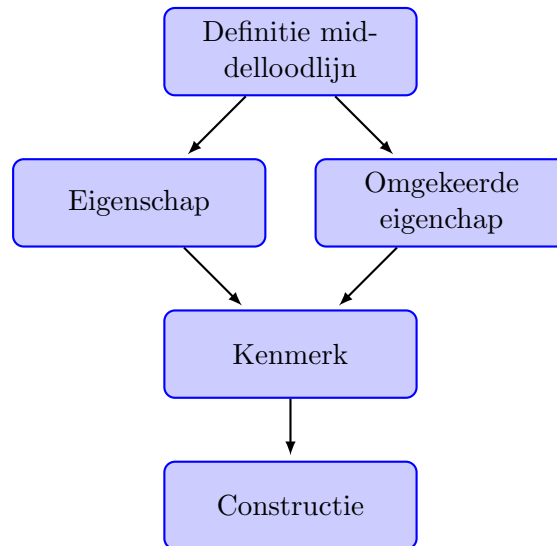 Definitie mid-
delloodlijn
Eigenschap
Omgekeerde
eigenchap
Kenmerk
Constructie